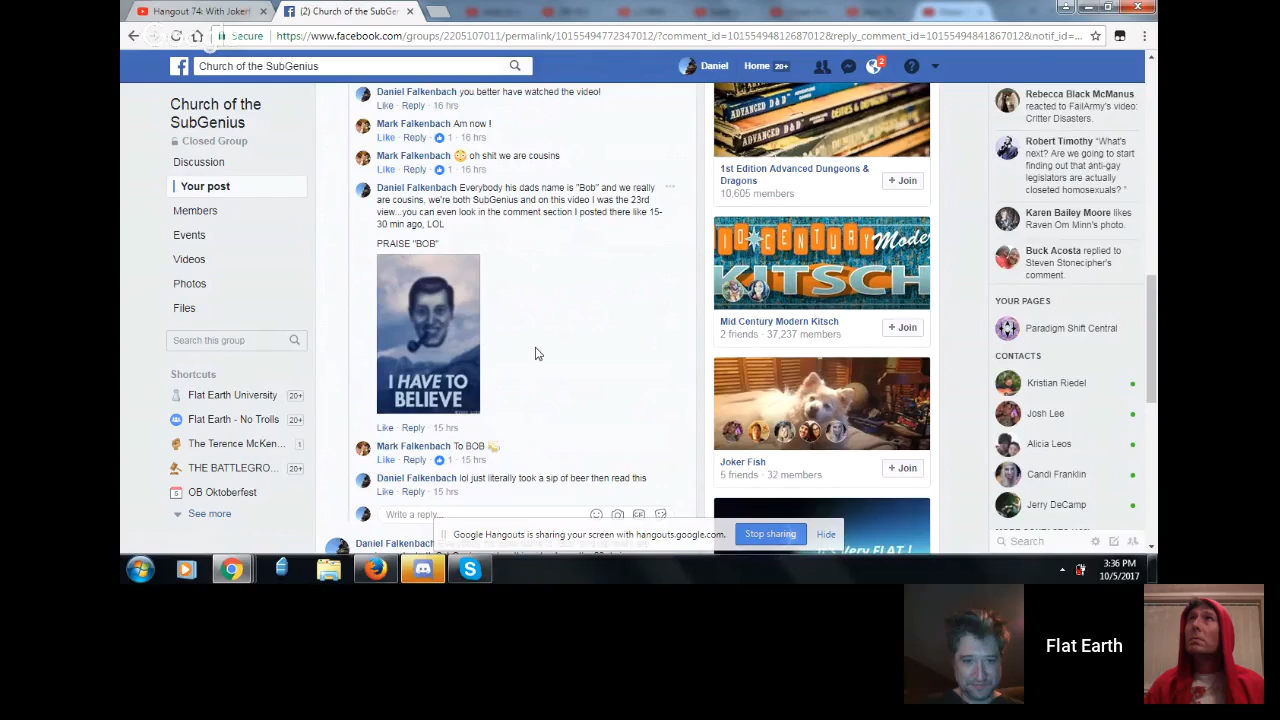 Hangout 74: With Joker!
(2) Church of the SubGe
Secure
https://www.facebook.com/groups/2205107011/permalink/10155494772347012/?comment_id=10155494812687012&reply_comment_id=10155494841867012&notif_id=...
Church of the SubGenius
Daniel
Home 20+
2
Church of the
SubGenius
Closed Group
Discussion
Your post
Members
Events
Videos
Photos
Files
Search this group
Shortcuts
Flat Earth University 20+
Flat Earth - No Trolls 20+
The Terence McKen... 1
THE BATTLEGRO... 20+
OB Oktoberfest
See more
Daniel Falkenbach you better have watched the video!
Like · Reply · 16 hrs
Mark Falkenbach Am now !
Like · Reply · 1 · 16 hrs
Mark Falkenbach oh shit we are cousins
Like · Reply · 1 · 16 hrs
Daniel Falkenbach Everybody his dads name is "Bob" and we really
are cousins, we're both SubGenius and on this video I was the 23rd
view...you can even look in the comment section I posted there like 15-
30 min ago, LOL
PRAISE "BOB"
I HAVE TO
BELIEVE
Like · Reply · 15 hrs
Mark Falkenbach To BOB
Like · Reply · 1 · 15 hrs
Daniel Falkenbach lol just literally took a sip of beer then read this
Like · Reply · 15 hrs
Write a reply...
Daniel Falkenbach
Google Hangouts is sharing your screen with hangouts.google.com.
Stop sharing
Hide
ADVANCED D&D
ADVANCED D&D
ADVANCED D&D
1st Edition Advanced Dungeons &
Dragons
10,605 members
+ Join
MID CENTURY Modern
KITSCH
Mid Century Modern Kitsch
2 friends · 37,237 members
+ Join
Joker Fish
5 friends · 32 members
+ Join
Very FLAT !
Rebecca Black McManus
reacted to FailArmy's video:
Critter Disasters.
Robert Timothy "What's
next? Are we going to start
finding out that anti-gay
legislators are actually
closeted homosexuals? "
Karen Bailey Moore likes
Raven Om Minn's photo.
Buck Acosta replied to
Steven Stonecipher's
comment.
YOUR PAGES
Paradigm Shift Central
CONTACTS
Kristian Riedel
Josh Lee
Alicia Leos
Candi Franklin
Jerry DeCamp
Search
3:36 PM
10/5/2017
Flat Earth